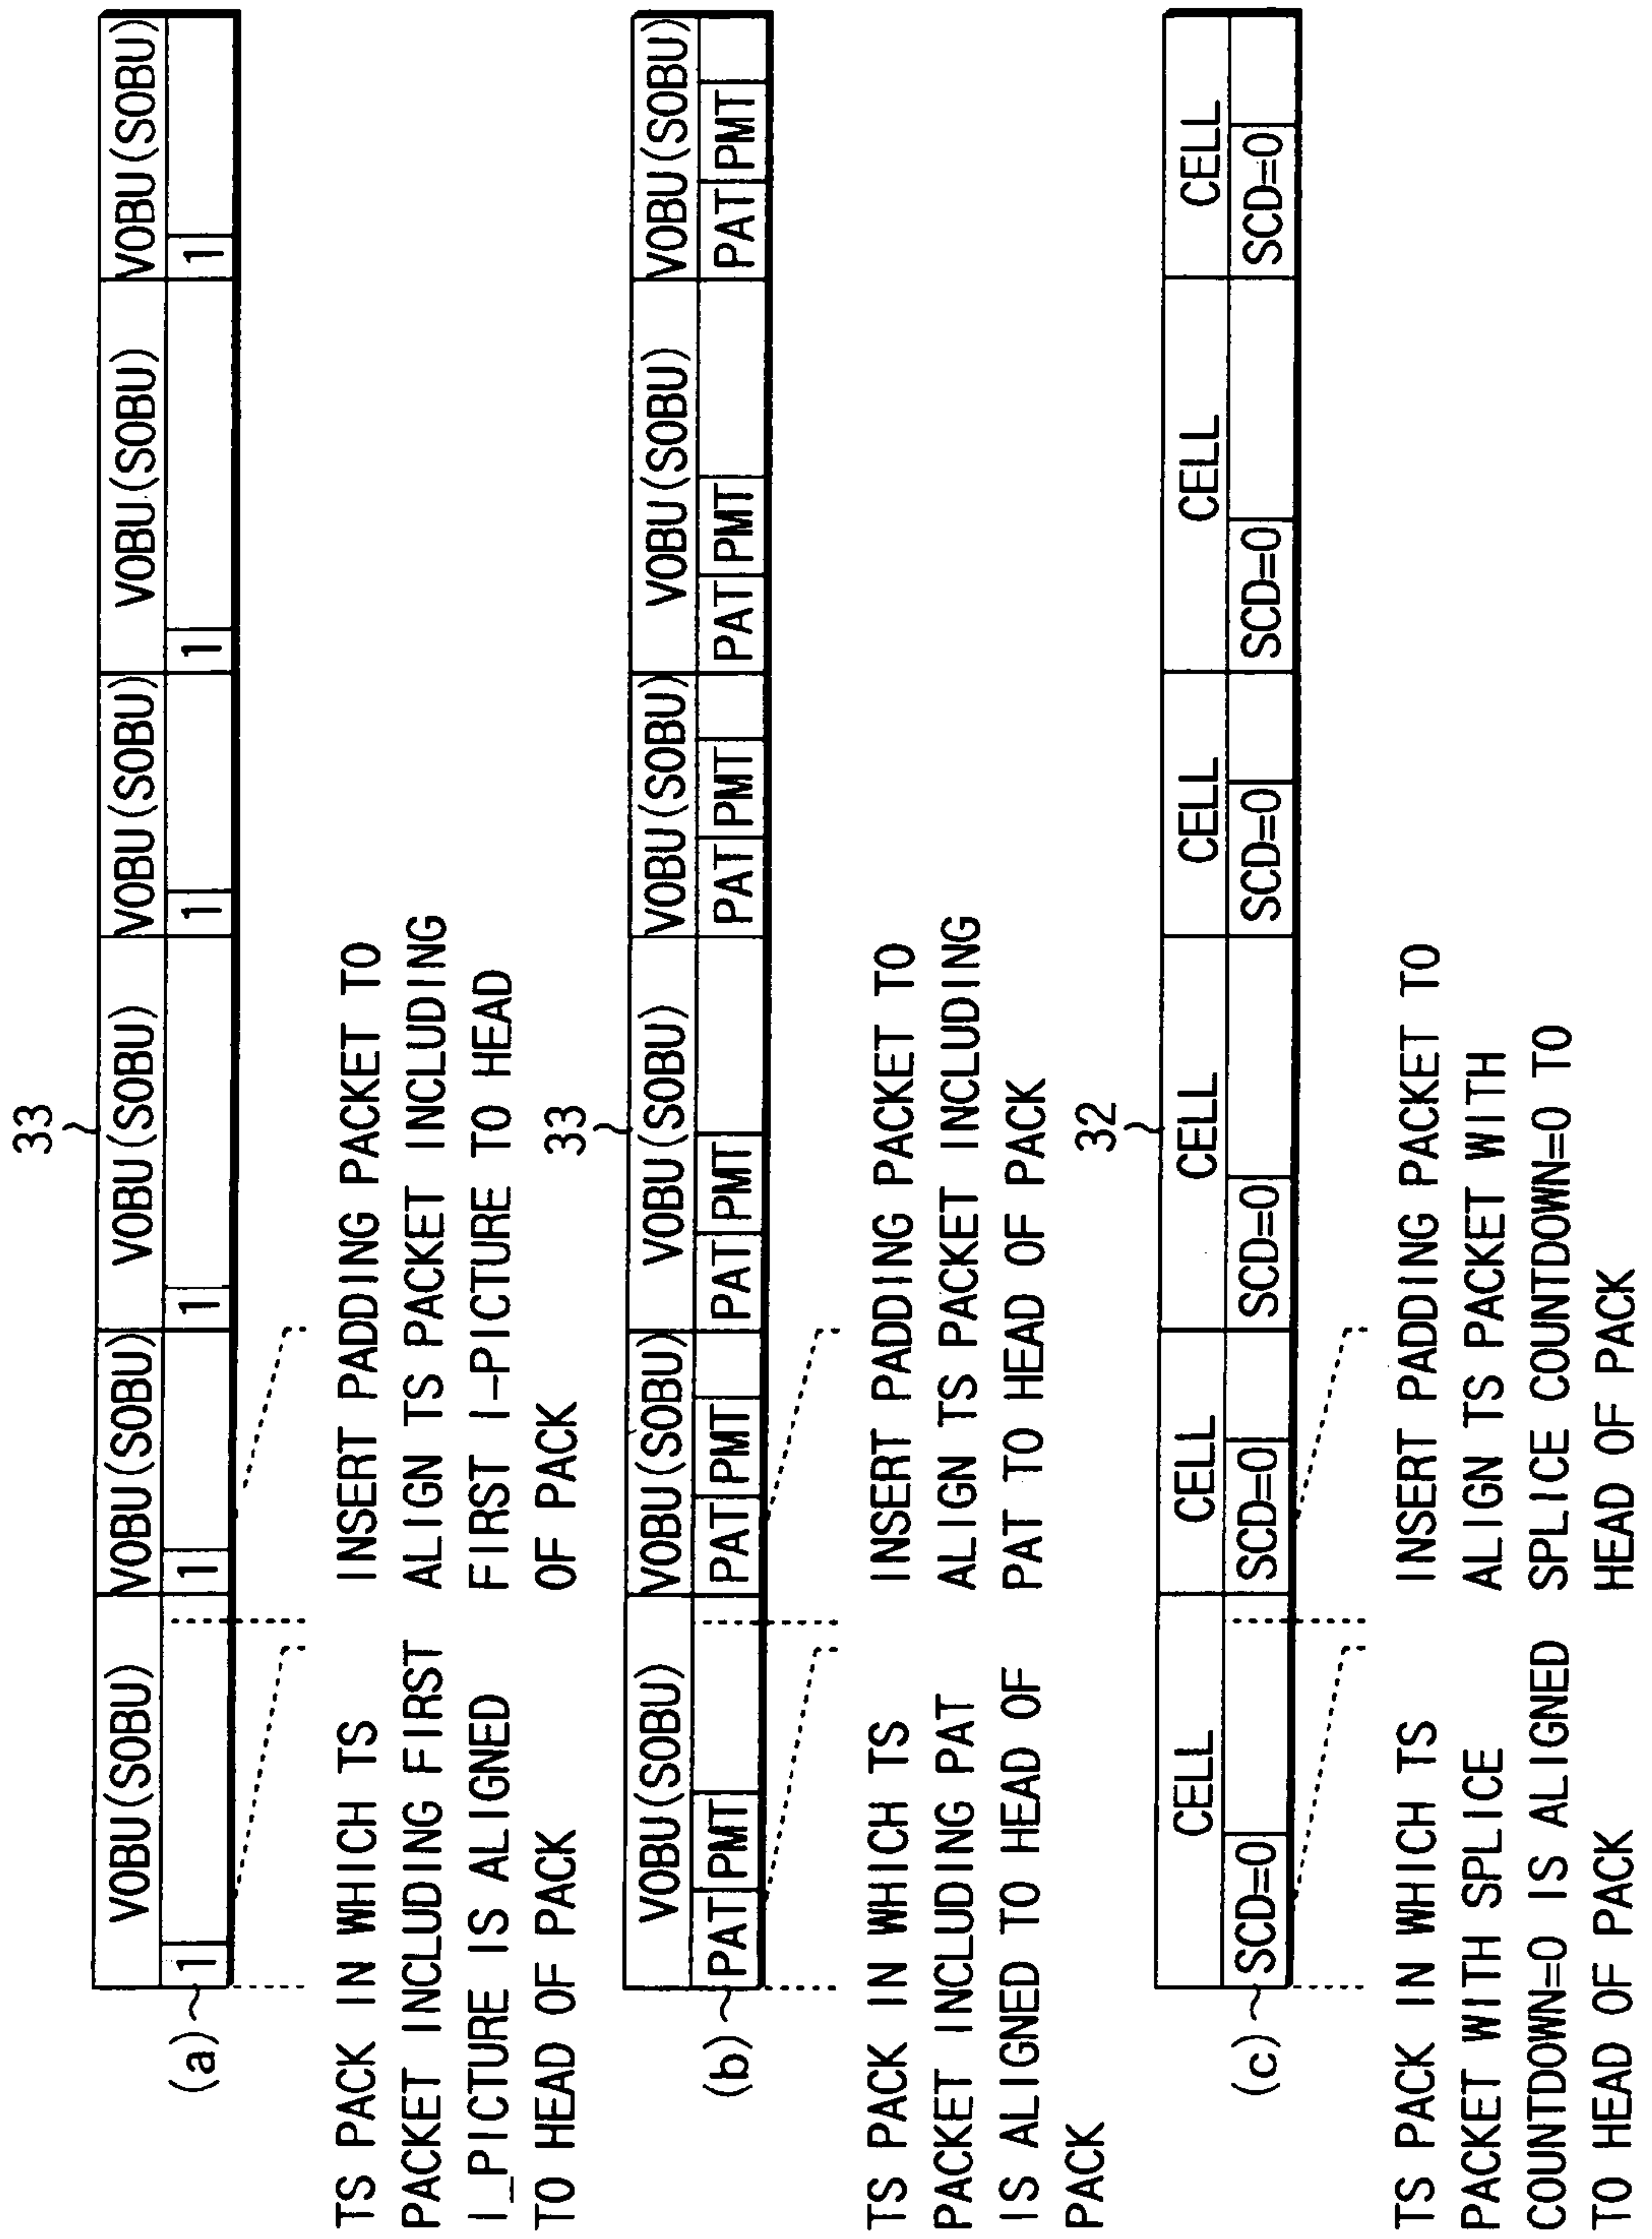 33
VOBU(SOBU) VOBU(SOBU) VOBU(SOBU) VOBU(SOBU) VOBU(SOBU) VOBU(SOBU)
(a) 1 1 1 1 1 1
TS PACK IN WHICH TS
PACKET INCLUDING FIRST
I_PICTURE IS ALIGNED
TO HEAD OF PACK
INSERT PADDING PACKET TO
ALIGN TS PACKET INCLUDING
FIRST I-PICTURE TO HEAD
OF PACK
33
VOBU(SOBU) VOBU(SOBU) VOBU(SOBU) VOBU(SOBU) VOBU(SOBU) VOBU(SOBU)
(b) PAT PMT PAT PMT PAT PMT PAT PMT PAT PMT PAT PMT
TS PACK IN WHICH TS
PACKET INCLUDING PAT
IS ALIGNED TO HEAD OF
PACK
INSERT PADDING PACKET TO
ALIGN TS PACKET INCLUDING
PAT TO HEAD OF PACK
32
CELL CELL CELL CELL CELL CELL
(c) SCD=0 SCD=0 SCD=0 SCD=0 SCD=0 SCD=0
TS PACK IN WHICH TS
PACKET WITH SPLICE
COUNTDOWN=0 IS ALIGNED
TO HEAD OF PACK
INSERT PADDING PACKET TO
ALIGN TS PACKET WITH
SPLICE COUNTDOWN=0 TO
HEAD OF PACK